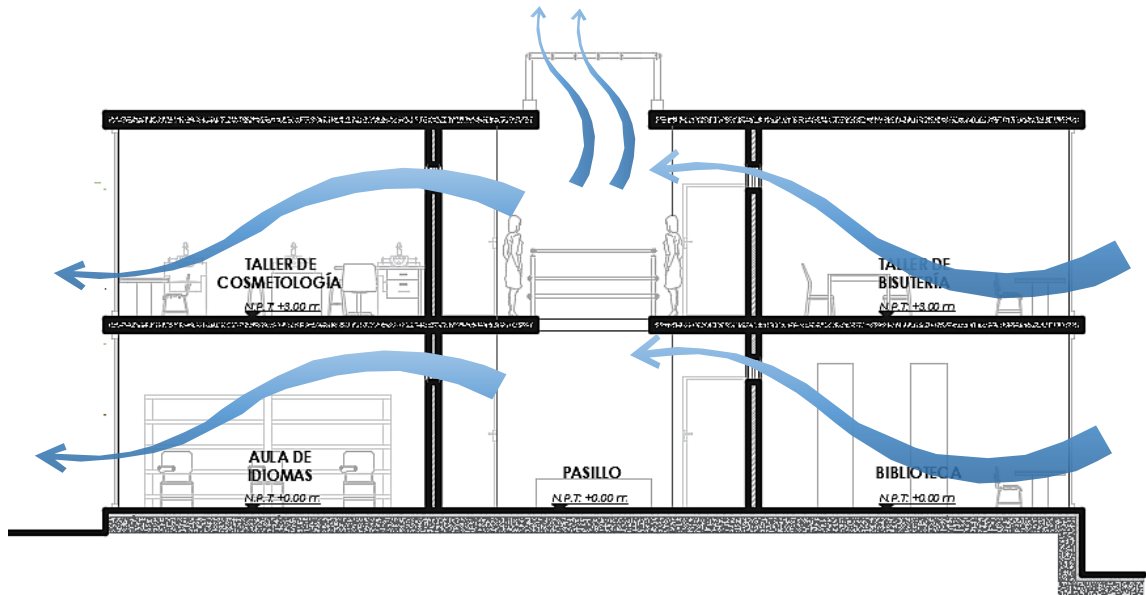 TALLER DE
COSMETOLOGÍA
N.P.T. +3.00 m.
TALLER DE
BISUTERÍA
N.P.T. +3.00 m.
AULA DE
IDIOMAS
N.P.T. +0.00 m.
PASILLO
N.P.T. +0.00 m.
BIBLIOTECA
N.P.T. +0.00 m.